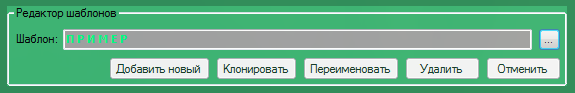 Редактор шаблонов
Шаблон: ПРИМЕР ...
Добавить новый Клонировать Переименовать Удалить Отменить